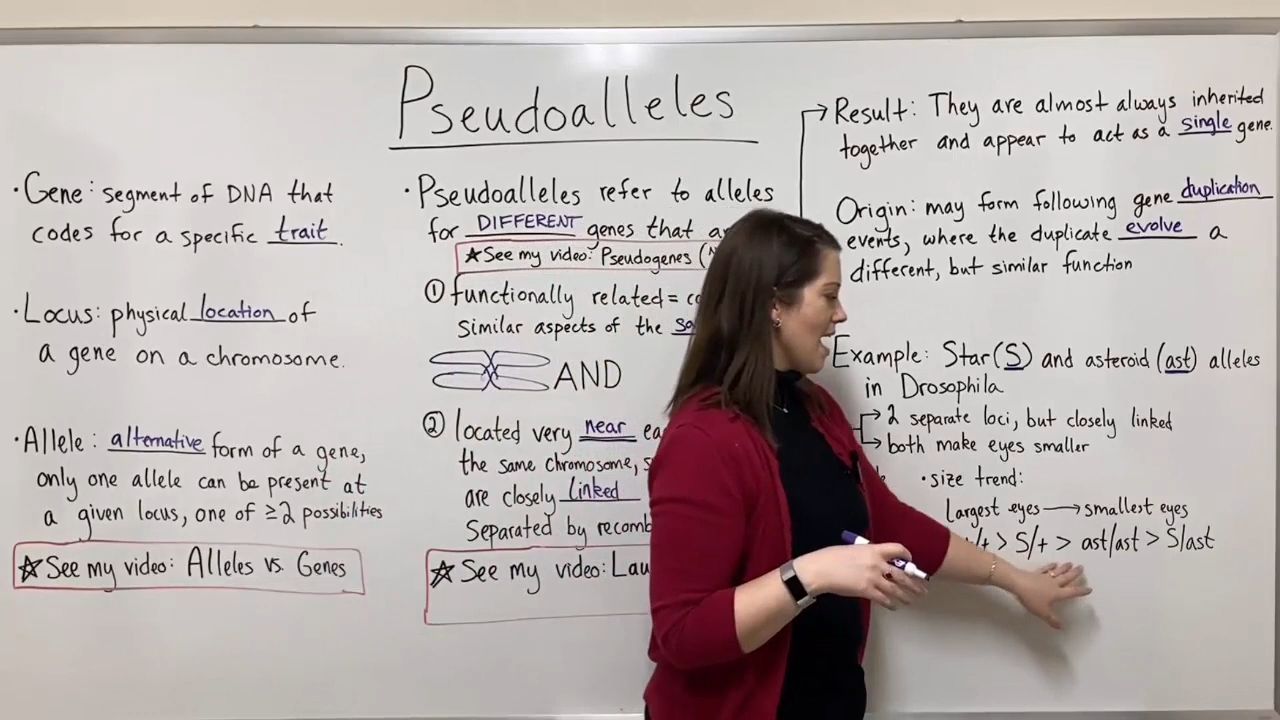 Pseudoalleles
· Gene: segment of DNA that
codes for a specific trait.
· Locus: physical location of
a gene on a chromosome.
· Allele: alternative form of a gene,
only one allele can be present at
a given locus, one of ≥2 possibilities
★ See my video: Alleles vs. Genes
· Pseudoalleles refer to alleles
for DIFFERENT genes that
★ See my video: Pseudogenes (
① functionally related =
Similar aspects of the
AND
② located very near
the same chromosome,
are closely linked
Separated by
★ See my video:
Result: They are almost always inherited
together and appear to act as a single gene.
Origin: may form following gene duplication
events, where the duplicate evolve a
different, but similar function
Example: Star (S) and asteroid (ast) alleles
in Drosophila
→ 2 separate loci, but closely linked
→ both make eyes smaller
· size trend:
Largest eyes → smallest eyes
/+ > S/+ > ast/ast > S/ast